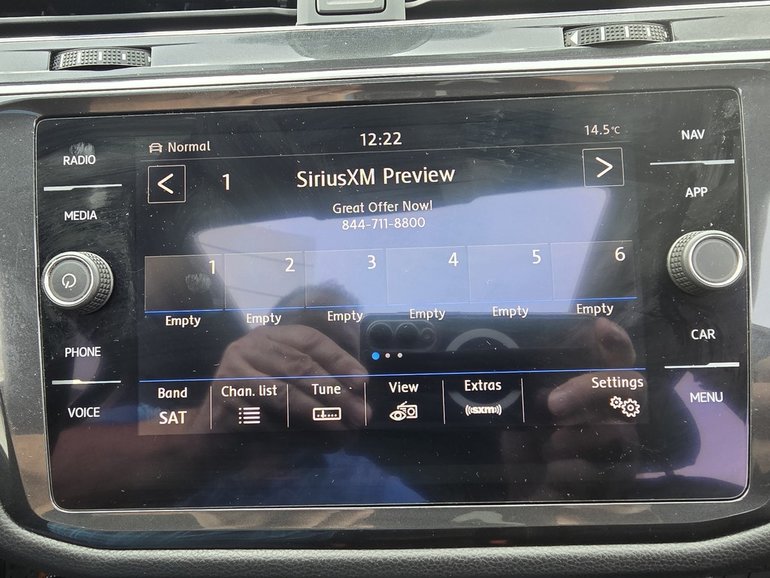 RADIO
MEDIA
PHONE
VOICE
Normal 12:22 14.5°C
< 1 SiriusXM Preview >
Great Offer Now!
844-711-8800
1 2 3 4 5 6
Empty Empty Empty Empty Empty Empty
Band Chan. list Tune View Extras Settings
SAT ((sxm))
NAV
APP
CAR
MENU